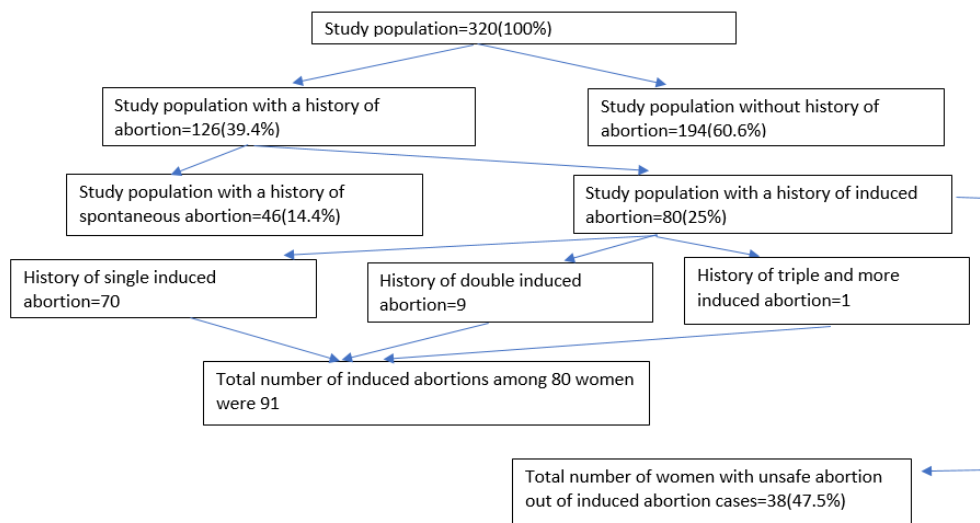 Study population=320(100%)
Study population with a history of
abortion=126(39.4%)
Study population without history of
abortion=194(60.6%)
Study population with a history of
spontaneous abortion=46(14.4%)
Study population with a history of induced
abortion=80(25%)
History of single induced
abortion=70
History of double induced
abortion=9
History of triple and more
induced abortion=1
Total number of induced abortions among 80 women
were 91
Total number of women with unsafe abortion
out of induced abortion cases=38(47.5%)